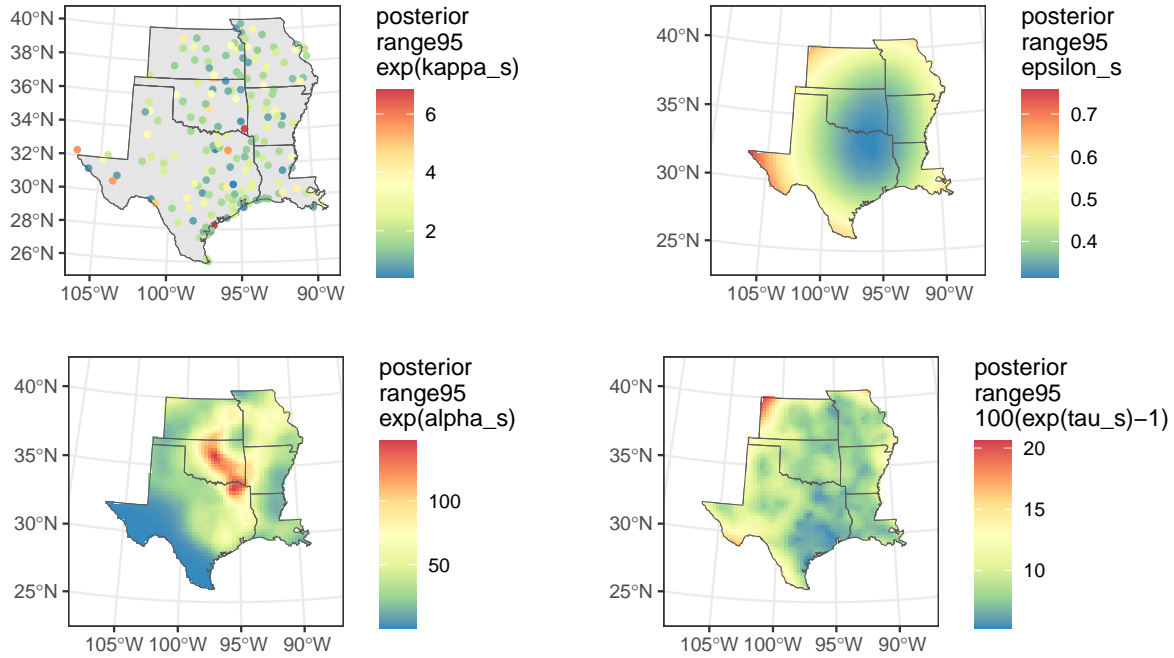 40°N
38°N
36°N
34°N
32°N
30°N
28°N
26°N
105°W 100°W 95°W 90°W
posterior
range95
exp(kappa_s)
6
4
2
40°N
35°N
30°N
25°N
105°W 100°W 95°W 90°W
posterior
range95
epsilon_s
0.7
0.6
0.5
0.4
40°N
35°N
30°N
25°N
105°W 100°W 95°W 90°W
posterior
range95
exp(alpha_s)
100
50
40°N
35°N
30°N
25°N
105°W 100°W 95°W 90°W
posterior
range95
100(exp(tau_s)−1)
20
15
10